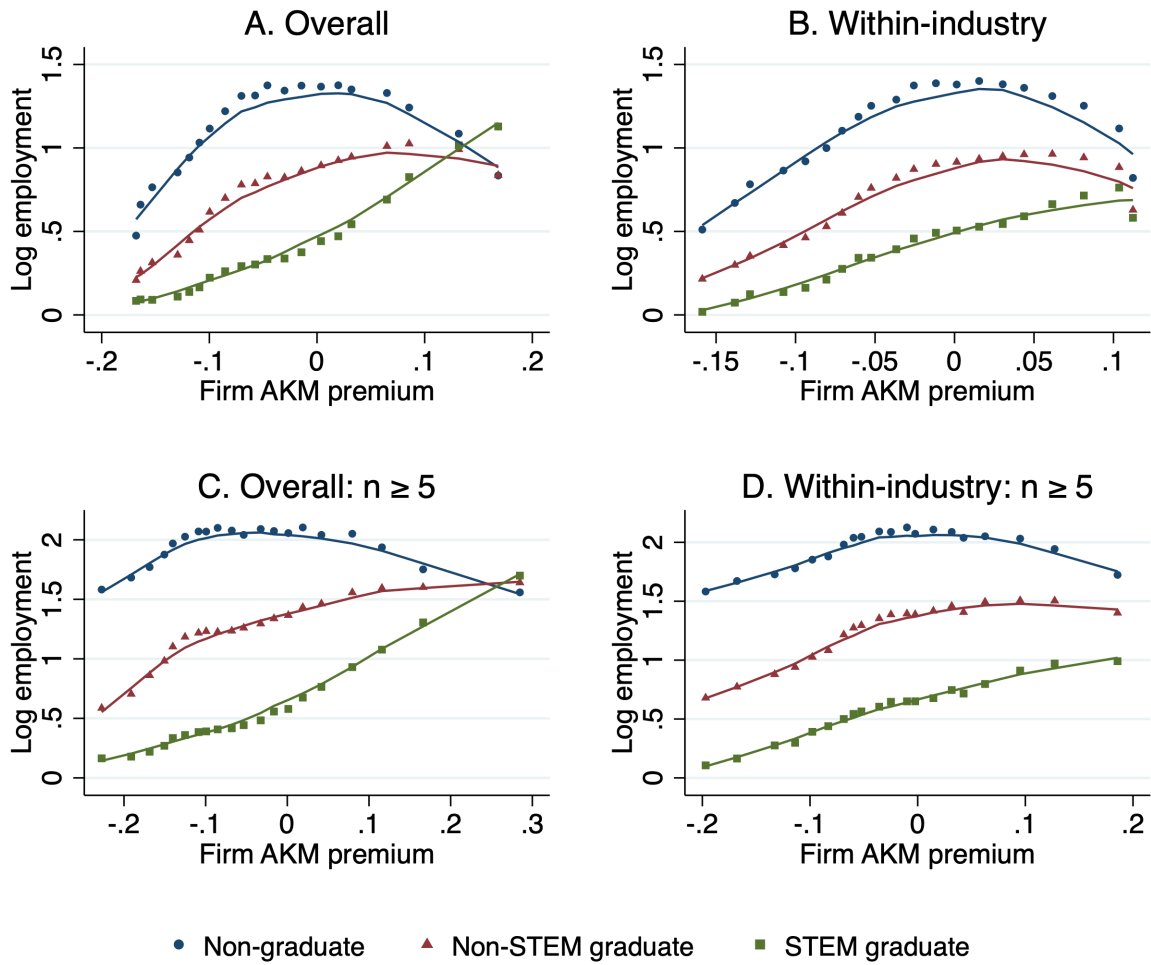 A. Overall
Log employment
1.5
1
.5
0
-.2
-.1
0
.1
.2
Firm AKM premium
B. Within-industry
Log employment
1.5
1
.5
0
-.15
-.1
-.05
0
.05
.1
Firm AKM premium
C. Overall: n ≥ 5
Log employment
2
1.5
1
.5
0
-.2
-.1
0
.1
.2
.3
Firm AKM premium
D. Within-industry: n ≥ 5
Log employment
2
1.5
1
.5
0
-.2
-.1
0
.1
.2
Firm AKM premium
Non-graduate
Non-STEM graduate
STEM graduate